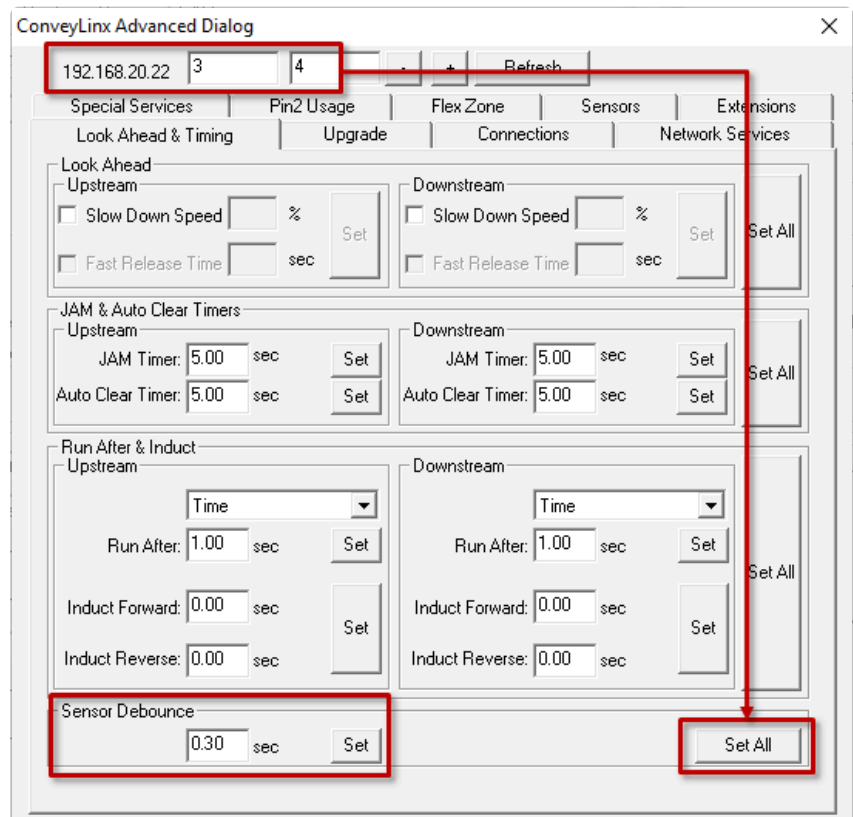 ConveyLinx Advanced Dialog
192.168.20.22 3 4 - + Refresh
Special Services Pin2 Usage Flex Zone Sensors Extensions
Look Ahead & Timing Upgrade Connections Network Services
Look Ahead
Upstream Downstream
Slow Down Speed % Set Slow Down Speed % Set Set All
Fast Release Time sec Fast Release Time sec
JAM & Auto Clear Timers
Upstream Downstream
JAM Timer: 5.00 sec Set JAM Timer: 5.00 sec Set Set All
Auto Clear Timer: 5.00 sec Set Auto Clear Timer: 5.00 sec Set
Run After & Induct
Upstream Downstream
Time Time
Run After: 1.00 sec Set Run After: 1.00 sec Set
Set All
Induct Forward: 0.00 sec Set Induct Forward: 0.00 sec Set
Induct Reverse: 0.00 sec Induct Reverse: 0.00 sec
Sensor Debounce
0.30 sec Set Set All